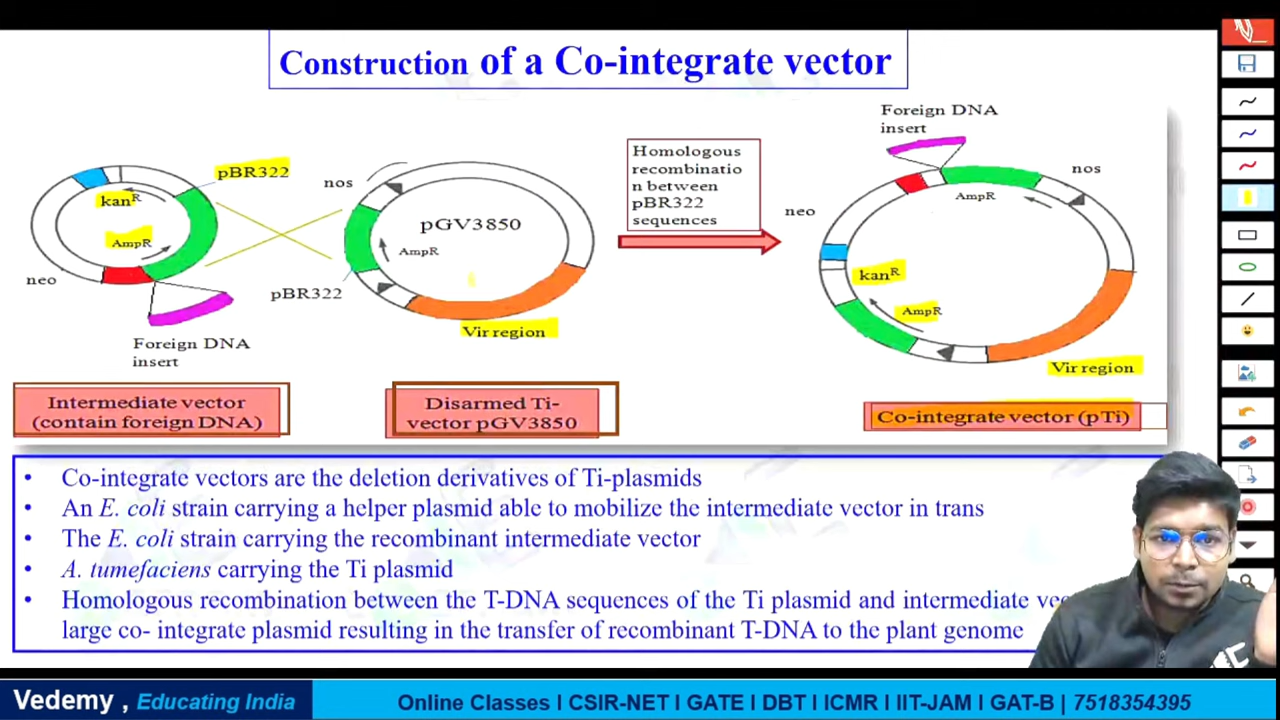 Construction of a Co-integrate vector
pBR322
kanR
AmpR
neo
Foreign DNA
insert
Intermediate vector
(contain foreign DNA)
nos
pGV3850
AmpR
pBR322
Vir region
Disarmed Ti-
vector pGV3850
Homologous
recombinatio
n between
pBR322
sequences
Foreign DNA
insert
nos
AmpR
neo
kanR
AmpR
Vir region
Co-integrate vector (pTi)
• Co-integrate vectors are the deletion derivatives of Ti-plasmids
• An E. coli strain carrying a helper plasmid able to mobilize the intermediate vector in trans
• The E. coli strain carrying the recombinant intermediate vector
• A. tumefaciens carrying the Ti plasmid
• Homologous recombination between the T-DNA sequences of the Ti plasmid and intermediate
large co- integrate plasmid resulting in the transfer of recombinant T-DNA to the plant genome
Vedemy , Educating India
Online Classes I CSIR-NET I GATE I DBT I ICMR I IIT-JAM I GAT-B | 7518354395